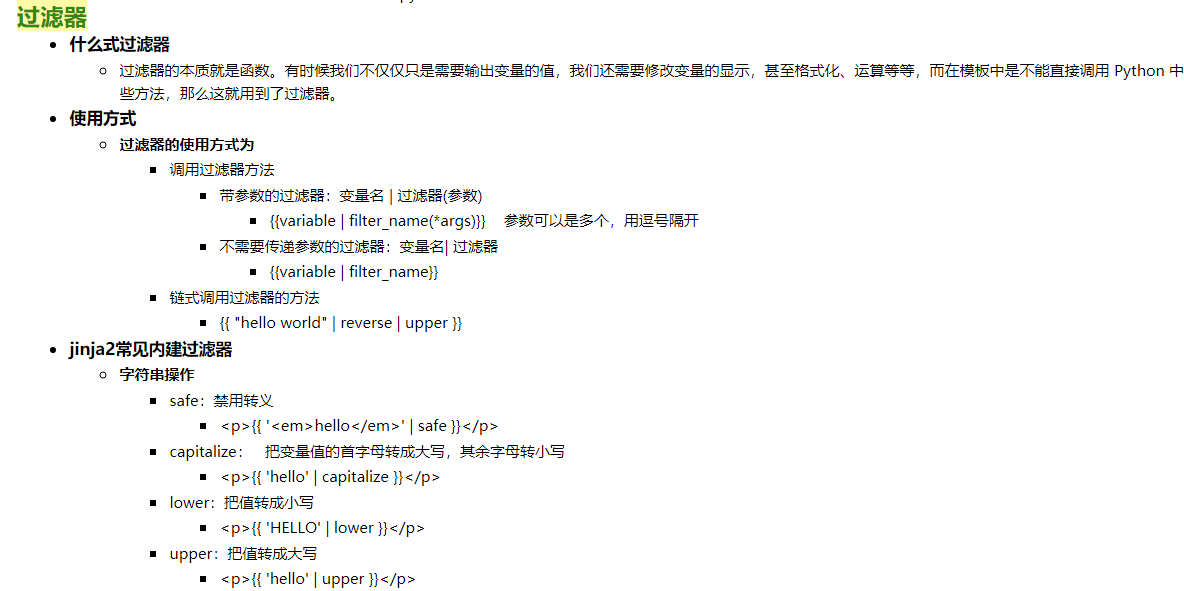 过滤器
什么式过滤器
过滤器的本质就是函数。有时候我们不仅仅只是需要输出变量的值，我们还需要修改变量的显示，甚至格式化、运算等等，而在模板中是不能直接调用 Python 中
些方法，那么这就用到了过滤器。
使用方式
过滤器的使用方式为
调用过滤器方法
带参数的过滤器：变量名 | 过滤器(参数)
{{variable | filter_name(*args)}}    参数可以是多个，用逗号隔开
不需要传递参数的过滤器：变量名| 过滤器
{{variable | filter_name}}
链式调用过滤器的方法
{{ "hello world" | reverse | upper }}
jinja2常见内建过滤器
字符串操作
safe：禁用转义
<p>{{ '<em>hello</em>' | safe }}</p>
capitalize：   把变量值的首字母转成大写，其余字母转小写
<p>{{ 'hello' | capitalize }}</p>
lower：把值转成小写
<p>{{ 'HELLO' | lower }}</p>
upper：把值转成大写
<p>{{ 'hello' | upper }}</p>